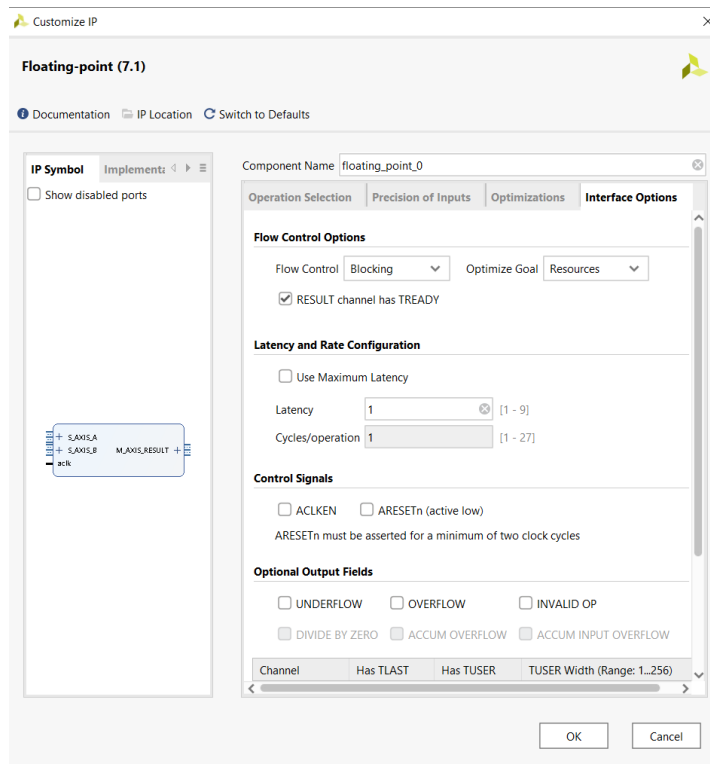 Customize IP
Floating-point (7.1)
Documentation IP Location Switch to Defaults
IP Symbol
Show disabled ports
+ S_AXIS_A
+ S_AXIS_B M_AXIS_RESULT +
aclk
Component Name floating_point_0
Operation Selection Precision of Inputs Optimizations Interface Options
Flow Control Options
Flow Control Blocking Optimize Goal Resources
RESULT channel has TREADY
Latency and Rate Configuration
Use Maximum Latency
Latency 1 [1 - 9]
Cycles/operation 1 [1 - 27]
Control Signals
ACLKEN ARESETn (active low)
ARESETn must be asserted for a minimum of two clock cycles
Optional Output Fields
UNDERFLOW OVERFLOW INVALID OP
DIVIDE BY ZERO ACCUM OVERFLOW ACCUM INPUT OVERFLOW
Channel Has TLAST Has TUSER TUSER Width (Range: 1...256)
OK Cancel